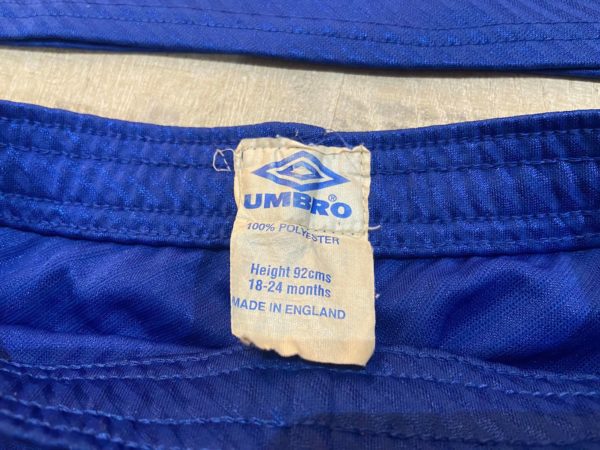 UMBRO®
100% POLYESTER
Height 92cms
18-24 months
MADE IN ENGLAND